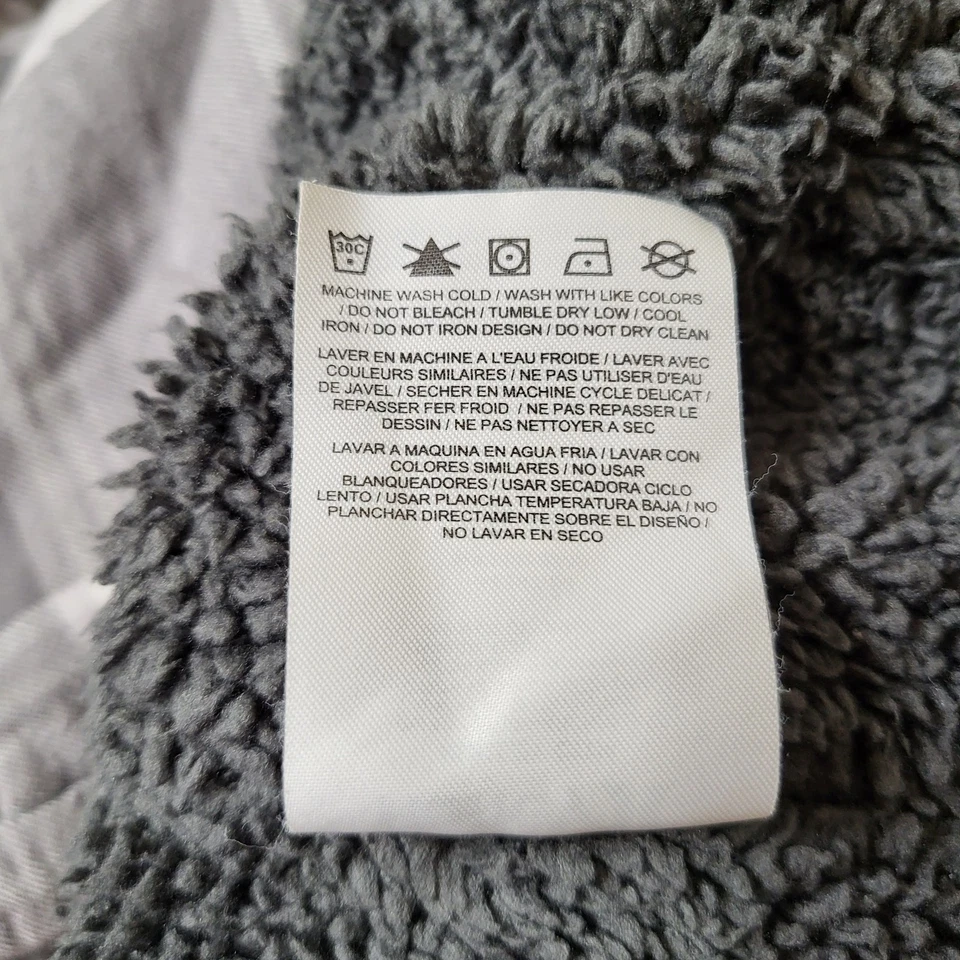 30C
MACHINE WASH COLD / WASH WITH LIKE COLORS
/ DO NOT BLEACH / TUMBLE DRY LOW / COOL
IRON / DO NOT IRON DESIGN / DO NOT DRY CLEAN
LAVER EN MACHINE A L'EAU FROIDE / LAVER AVEC
COULEURS SIMILAIRES / NE PAS UTILISER D'EAU
DE JAVEL / SECHER EN MACHINE CYCLE DELICAT /
REPASSER FER FROID / NE PAS REPASSER LE
DESSIN / NE PAS NETTOYER A SEC
LAVAR A MAQUINA EN AGUA FRIA / LAVAR CON
COLORES SIMILARES / NO USAR
BLANQUEADORES / USAR SECADORA CICLO
LENTO / USAR PLANCHA TEMPERATURA BAJA / NO
PLANCHAR DIRECTAMENTE SOBRE EL DISEÑO /
NO LAVAR EN SECO